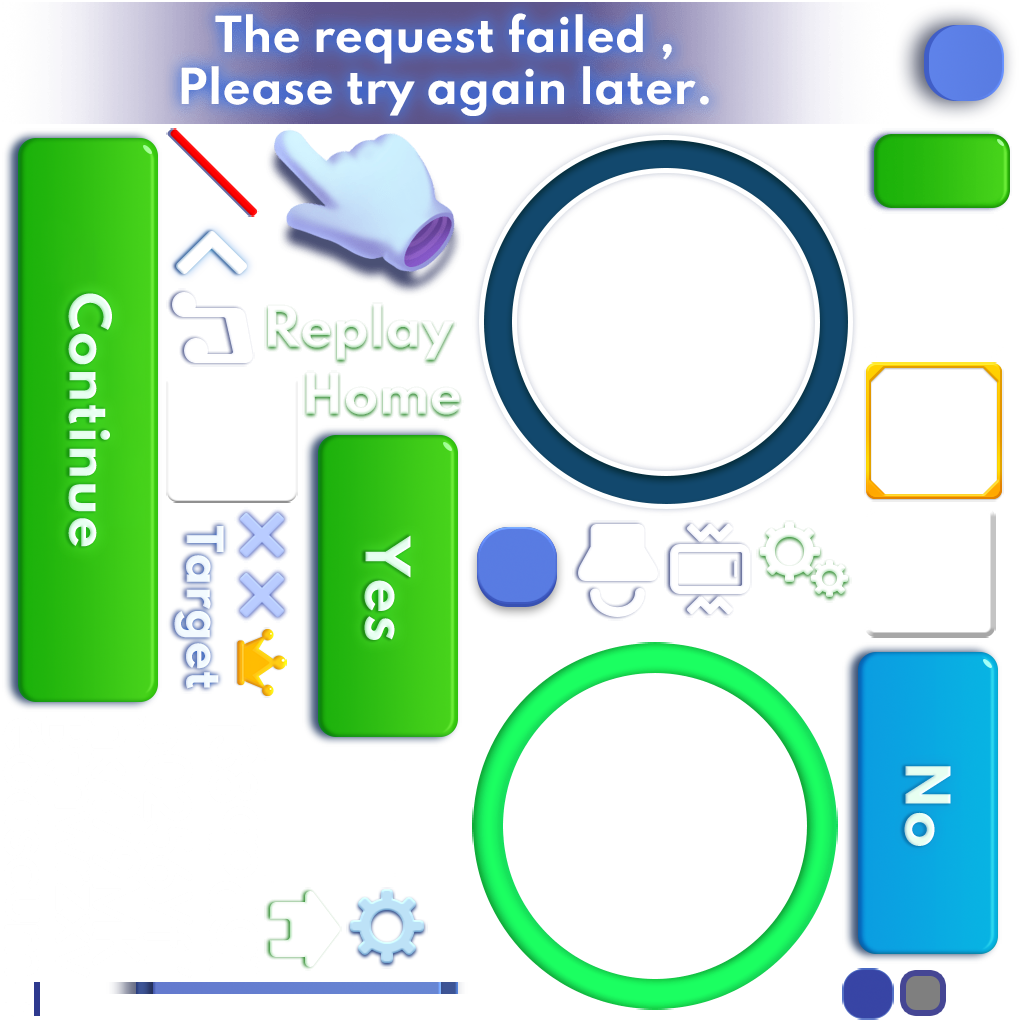 The request failed ,
Please try again later.
Continue
Replay
Home
Target
Yes
No